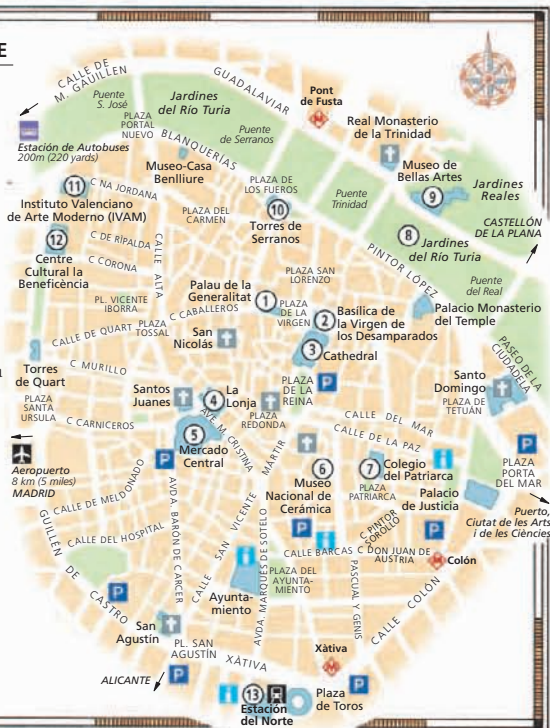 E
CALLE DE
M. GAUILLEN
GUADALAVIAR
Puente
S. José
Jardines
del Río Turia
Pont
de Fusta
PLAZA
PORTAL
NUEVO
BLANQUERIAS
Puente
de Serranos
Real Monasterio
de la Trinidad
Estación de Autobuses
200m (220 yards)
Museo-Casa
Benlliure
Museo de
Bellas Artes
9
11
C NA JORDANA
PLAZA DE
LOS FUEROS
Puente
Trinidad
Jardines
Reales
Instituto Valenciano
de Arte Moderno (IVAM)
PLAZA DEL
CARMEN
10
Torres de
Serranos
8
Jardines
del Río Turia
CASTELLÓN
DE LA PLANA
12
Centre
Cultural la
Beneficència
C DE RÍPALDA
C CORONA
CALLE ALTA
PINTOR LÓPEZ
PLAZA SAN
LORENZO
Puente
del Real
Palau de la
Generalitat
1
PL. VICENTE
IBORRA
C CABALLEROS
PLAZA
DE LA
VIRGEN
2
Basílica de
la Virgen de
los Desamparados
Palacio Monasterio
del Temple
CALLE DE QUART
PLAZA
TOSSAL
San
Nicolás
3
Cathedral
PASEO DE LA
CIUDADELA
Torres
de Quart
C MURILLO
Santos
Juanes
4
La
Lonja
PLAZA
DE LA
REINA
P
Santo
Domingo
PLAZA DE
TETUÁN
PLAZA
SANTA
URSULA
C CARNICEROS
PLAZA
REDONDA
CALLE DEL MAR
CALLE DE LA PAZ
5
Mercado
Central
AVE. M. CRISTINA
P
Aeropuerto
8 km (5 miles)
MADRID
P
6
Museo
Nacional de
Cerámica
7
Colegio
del Patriarca
PLAZA
PATRIARCA
i
PLAZA
PORTA
DEL MAR
Palacio
de Justicia
Puerto,
Ciutat de les Arts
i de les Ciències
CALLE DE MELDONADO
CALLE DEL HOSPITAL
GUILLEN DE CASTRO
AVDA. BARÓN DE CARCER
CALLE SAN VICENTE MÁRTIR
AVDA. MARQUES DE SOTELO
P
i
C PINTOR
SOROLLO
P
CALLE BARCAS
C DON JUAN DE
AUSTRIA
Colón
i
Ayunta-
miento
PLAZA DEL
AYUNTA-
MIENTO
PASCUAL Y GENIS
CALLE COLÓN
P
San
Agustín
PL. SAN
AGUSTÍN
XÀTIVA
Xàtiva
ALICANTE
P
i
13
Estación
del Norte
Plaza
de Toros
P